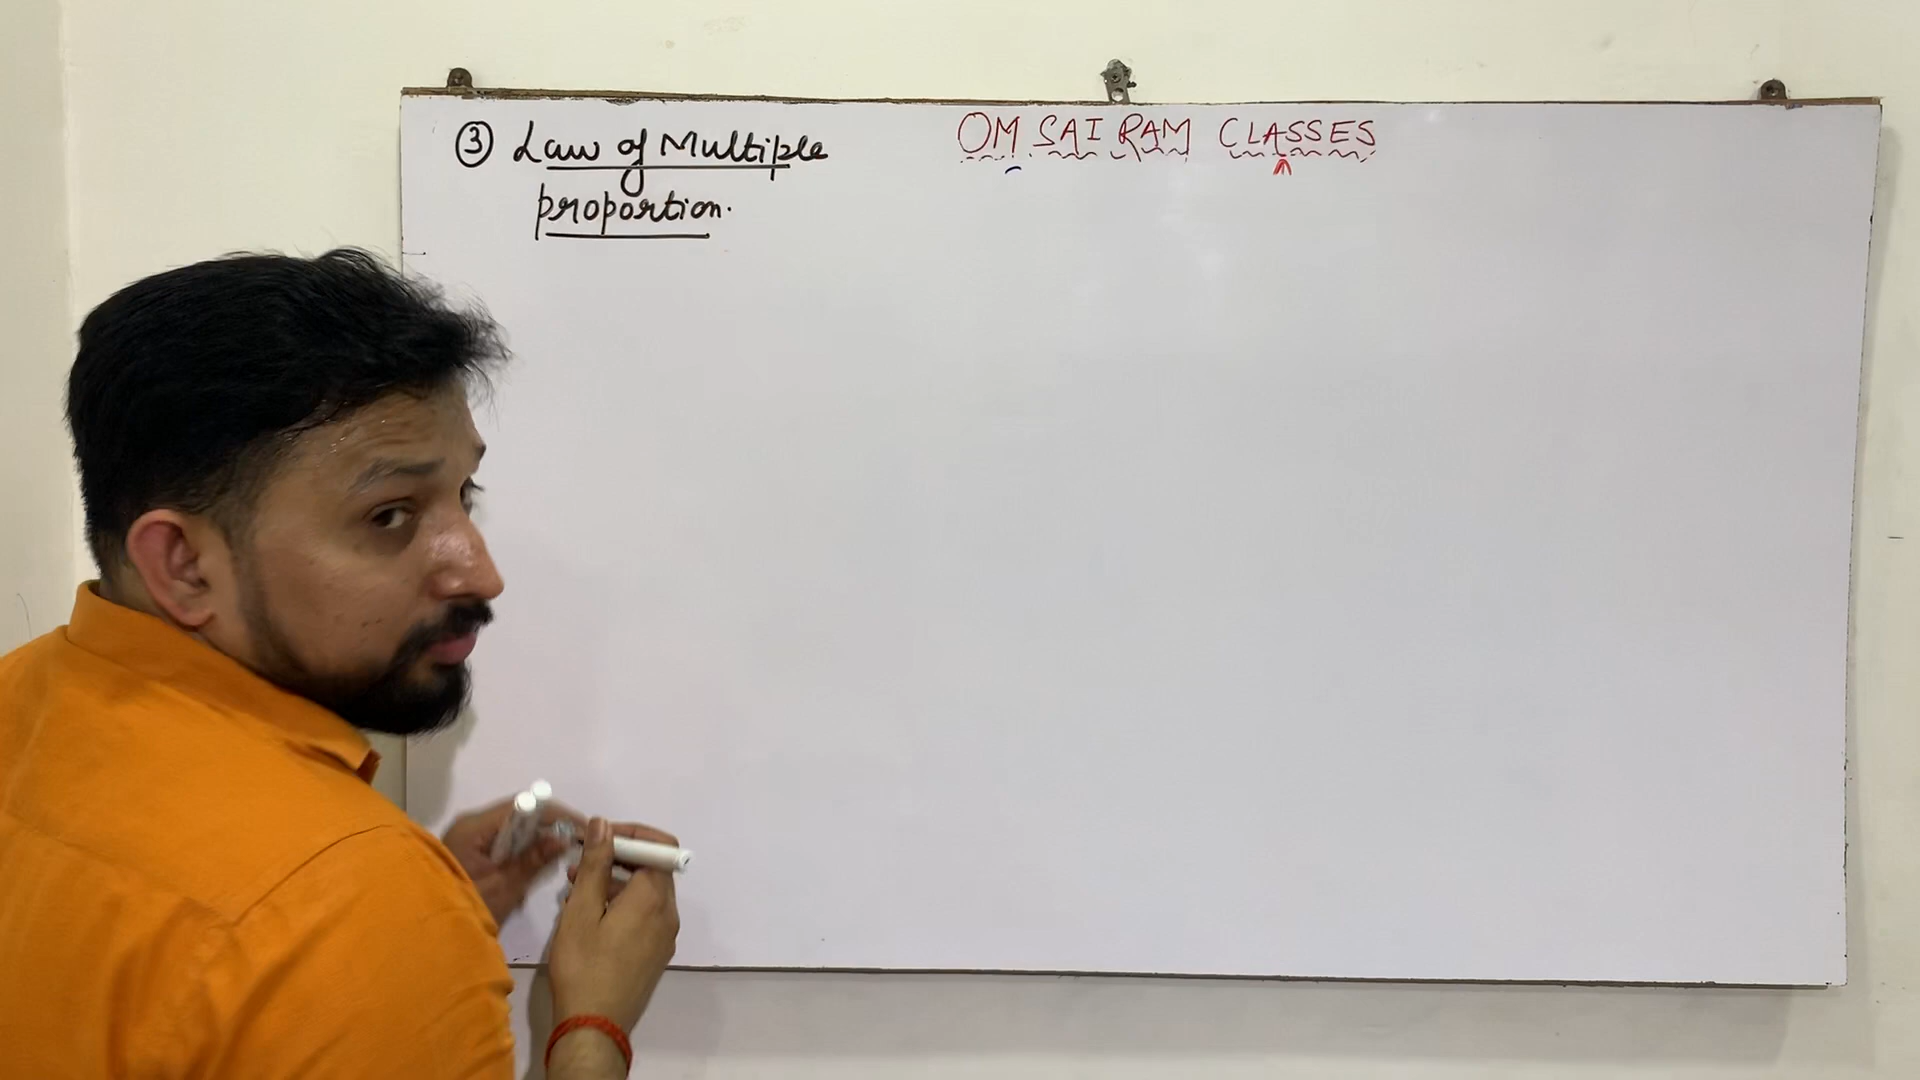 ③ Law of Multiple
proportion.
OM SAI RAM CLASSES